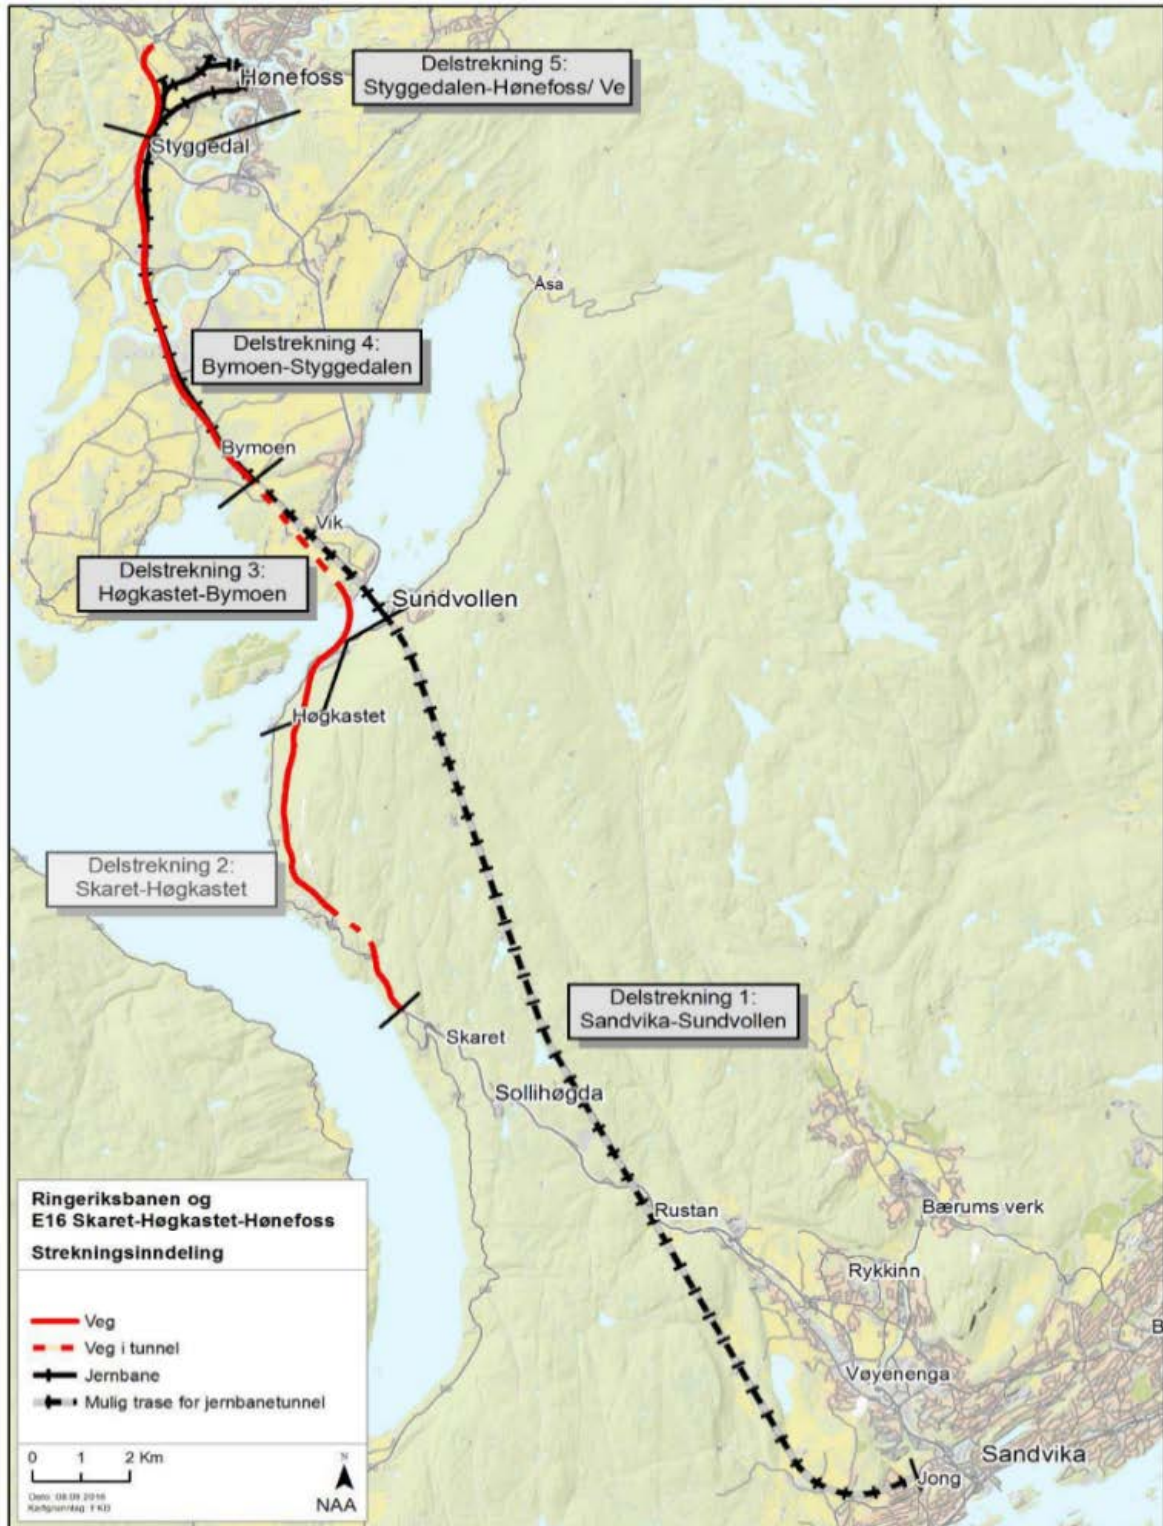 Delstrekning 5:
Styggedalen-Hønefoss/ Ve
Hønefoss
Styggedal
Åsa
Delstrekning 4:
Bymoen-Styggedalen
Bymoen
Vik
Delstrekning 3:
Høgkastet-Bymoen
Sundvollen
Høgkastet
Delstrekning 2:
Skaret-Høgkastet
Delstrekning 1:
Sandvika-Sundvollen
Skaret
Sollihøgda
Rustan
Bærums verk
Rykkinn
B
Vøyenenga
Sandvika
Jong
Ringeriksbanen og
E16 Skaret-Høgkastet-Hønefoss
Strekningsinndeling
Veg
Veg i tunnel
Jernbane
Mulig trase for jernbanetunnel
0 1 2 Km
N
NAA